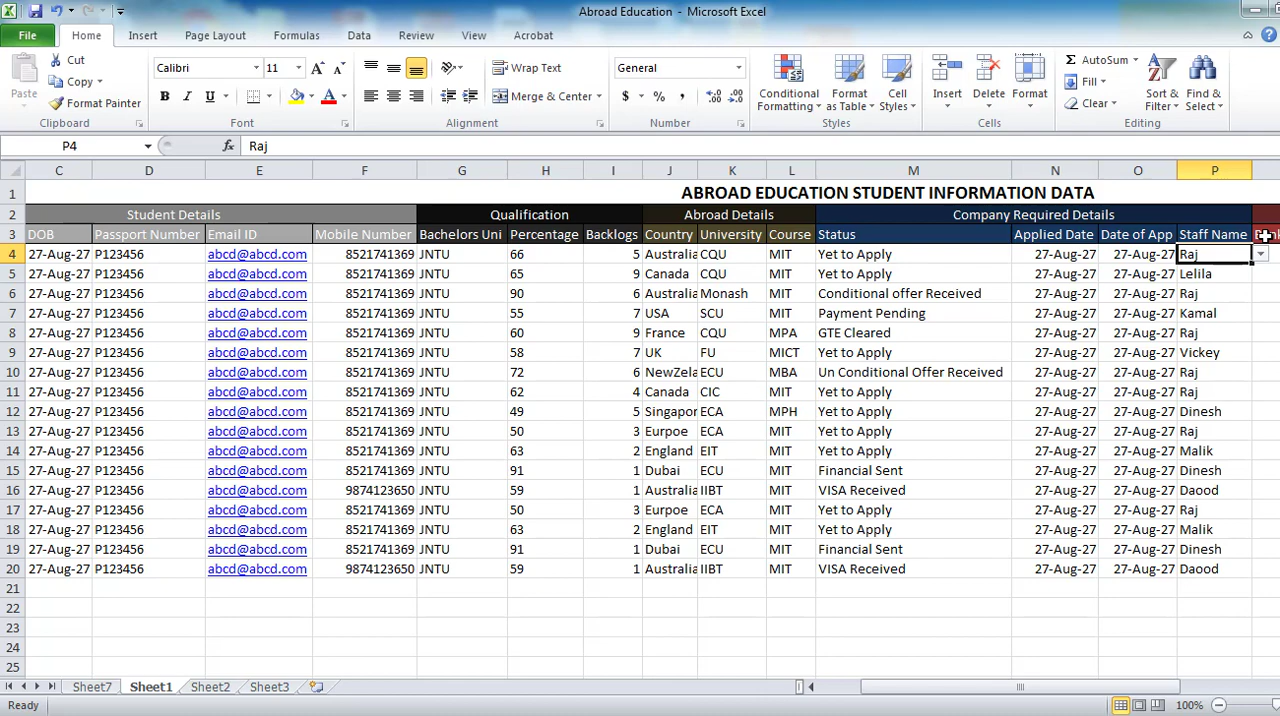 Abroad Education - Microsoft Excel
File Home Insert Page Layout Formulas Data Review View Acrobat
Paste Cut Copy Format Painter Clipboard
Calibri 11 B I U A Font
Wrap Text Merge & Center Alignment
General $ % , Number
Conditional Formatting Format as Table Cell Styles Styles
Insert Delete Format Cells
Σ AutoSum Fill Clear Sort & Filter Find & Select Editing
P4 fx Raj
C D E F G H I J K L M N O P
1 ABROAD EDUCATION STUDENT INFORMATION DATA
2 Student Details Qualification Abroad Details Company Required Details
3 DOB Passport Number Email ID Mobile Number Bachelors Uni Percentage Backlogs Country University Course Status Applied Date Date of App Staff Name
4 27-Aug-27 P123456 abcd@abcd.com 8521741369 JNTU 66 5 Australia CQU MIT Yet to Apply 27-Aug-27 27-Aug-27 Raj
5 27-Aug-27 P123456 abcd@abcd.com 8521741369 JNTU 65 9 Canada CQU MIT Yet to Apply 27-Aug-27 27-Aug-27 Lelila
6 27-Aug-27 P123456 abcd@abcd.com 8521741369 JNTU 90 6 Australia Monash MIT Conditional offer Received 27-Aug-27 27-Aug-27 Raj
7 27-Aug-27 P123456 abcd@abcd.com 8521741369 JNTU 55 7 USA SCU MIT Payment Pending 27-Aug-27 27-Aug-27 Kamal
8 27-Aug-27 P123456 abcd@abcd.com 8521741369 JNTU 60 9 France CQU MPA GTE Cleared 27-Aug-27 27-Aug-27 Raj
9 27-Aug-27 P123456 abcd@abcd.com 8521741369 JNTU 58 7 UK FU MICT Yet to Apply 27-Aug-27 27-Aug-27 Vickey
10 27-Aug-27 P123456 abcd@abcd.com 8521741369 JNTU 72 6 NewZela ECU MBA Un Conditional Offer Received 27-Aug-27 27-Aug-27 Raj
11 27-Aug-27 P123456 abcd@abcd.com 8521741369 JNTU 62 4 Canada CIC MIT Yet to Apply 27-Aug-27 27-Aug-27 Raj
12 27-Aug-27 P123456 abcd@abcd.com 8521741369 JNTU 49 5 Singapor ECA MPH Yet to Apply 27-Aug-27 27-Aug-27 Dinesh
13 27-Aug-27 P123456 abcd@abcd.com 8521741369 JNTU 50 3 Eurpoe ECA MIT Yet to Apply 27-Aug-27 27-Aug-27 Raj
14 27-Aug-27 P123456 abcd@abcd.com 8521741369 JNTU 63 2 England EIT MIT Yet to Apply 27-Aug-27 27-Aug-27 Malik
15 27-Aug-27 P123456 abcd@abcd.com 8521741369 JNTU 91 1 Dubai ECU MIT Financial Sent 27-Aug-27 27-Aug-27 Dinesh
16 27-Aug-27 P123456 abcd@abcd.com 9874123650 JNTU 59 1 Australia IIBT MIT VISA Received 27-Aug-27 27-Aug-27 Daood
17 27-Aug-27 P123456 abcd@abcd.com 8521741369 JNTU 50 3 Eurpoe ECA MIT Yet to Apply 27-Aug-27 27-Aug-27 Raj
18 27-Aug-27 P123456 abcd@abcd.com 8521741369 JNTU 63 2 England EIT MIT Yet to Apply 27-Aug-27 27-Aug-27 Malik
19 27-Aug-27 P123456 abcd@abcd.com 8521741369 JNTU 91 1 Dubai ECU MIT Financial Sent 27-Aug-27 27-Aug-27 Dinesh
20 27-Aug-27 P123456 abcd@abcd.com 9874123650 JNTU 59 1 Australia IIBT MIT VISA Received 27-Aug-27 27-Aug-27 Daood
21
22
23
24
25
Sheet7 Sheet1 Sheet2 Sheet3
Ready 100%